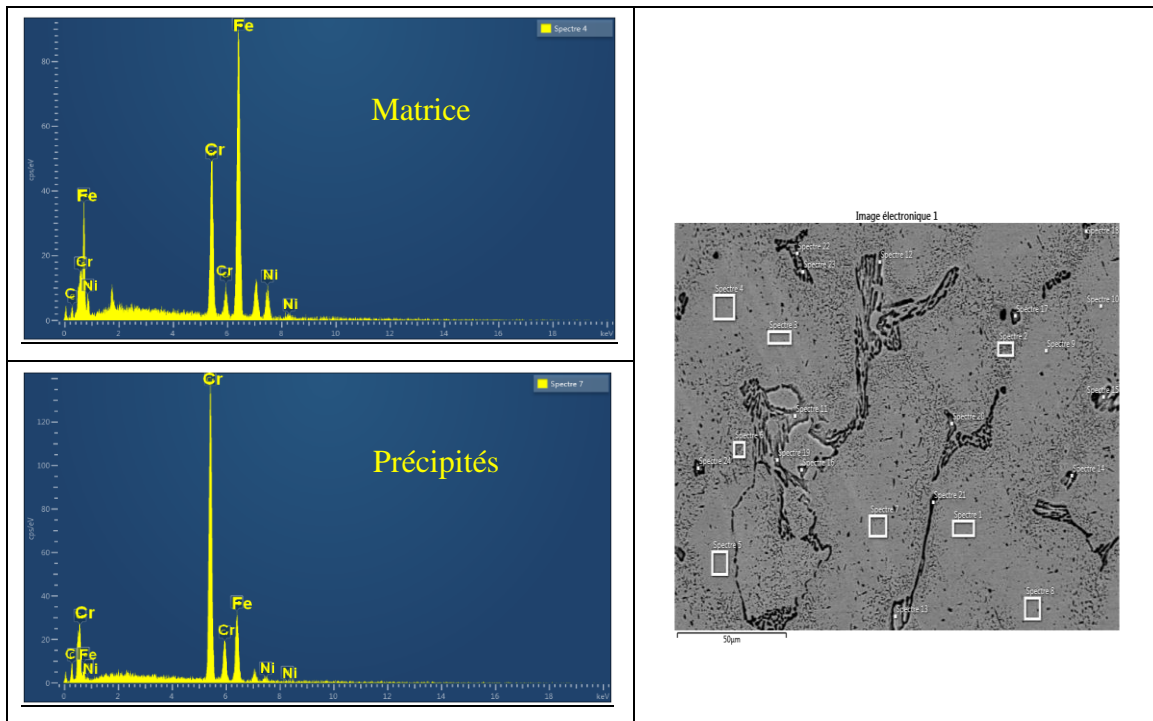 Spectre 4
Fe
Matrice
Cr
Fe
Cr
C
Ni
Cr
Ni
Ni
80
60
40
20
0
cps/eV
0 2 4 6 8 10 12 14 16 18 keV
Spectre 7
Cr
Précipités
Cr
C Fe
Ni
Cr
Fe
Ni
Ni
120
100
80
60
40
20
0
cps/eV
0 2 4 6 8 10 12 14 16 18 keV
Image électronique 1
Spectre 22
Spectre 12
Spectre 23
Spectre 4
Spectre 10
Spectre 17
Spectre 3
Spectre 2
Spectre 9
Spectre 11
Spectre 20
Spectre 19
Spectre 24
Spectre 16
Spectre 14
Spectre 21
Spectre 7
Spectre 1
Spectre 5
Spectre 8
Spectre 13
50µm